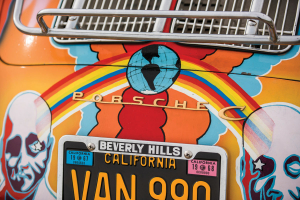 PORSCHE C
BEVERLY HILLS
CALIFORNIA
VAN 990